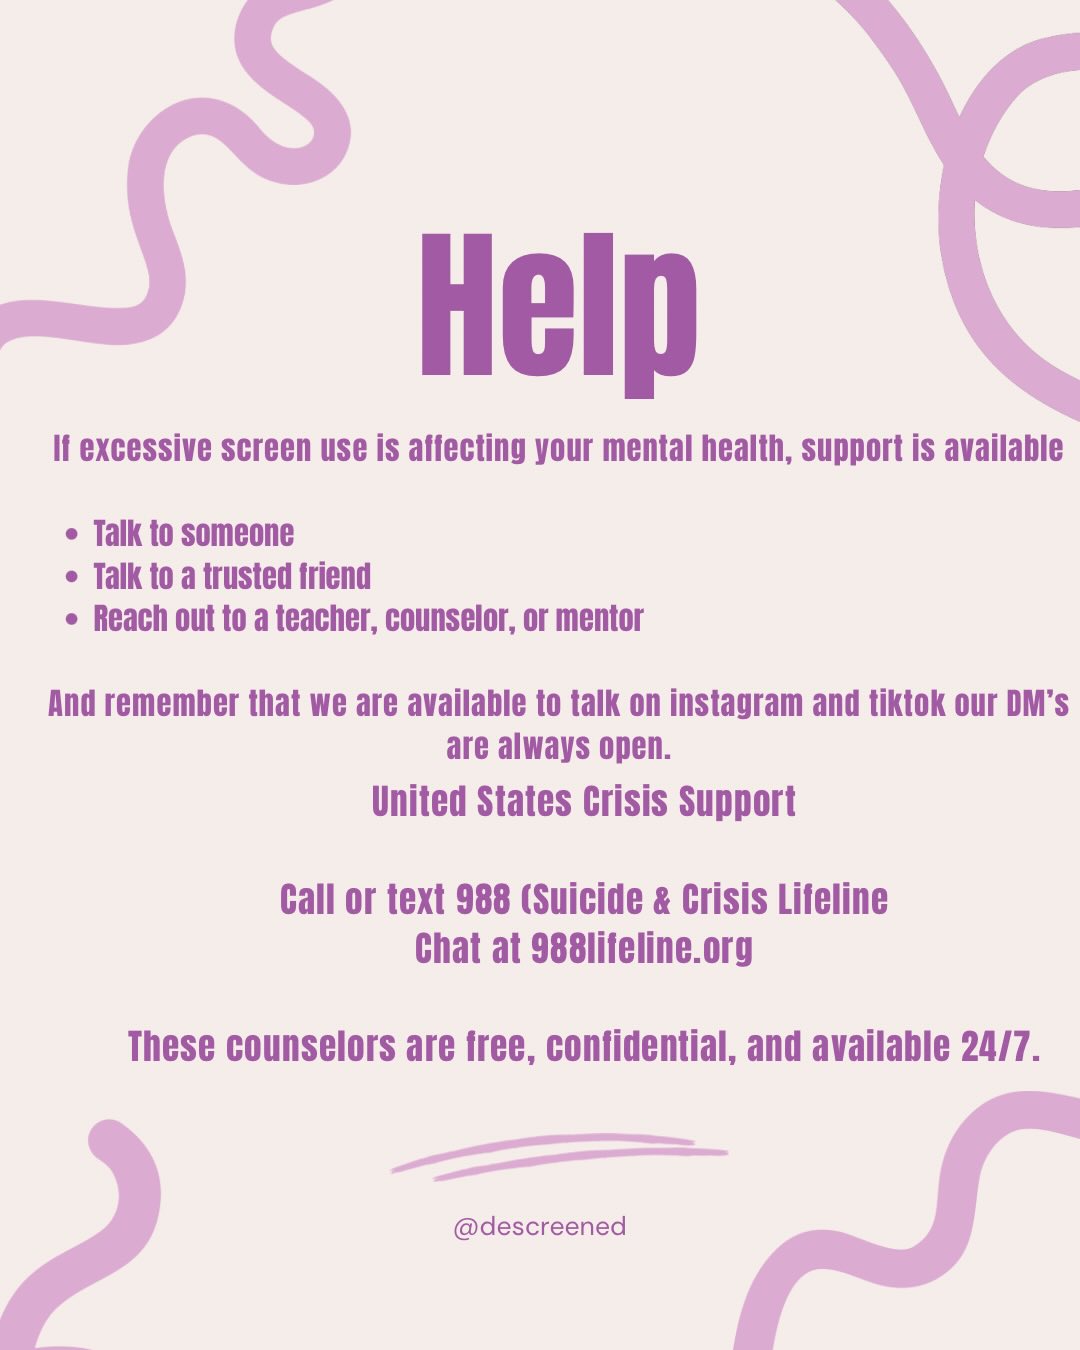 Help
If excessive screen use is affecting your mental health, support is available
• Talk to someone
• Talk to a trusted friend
• Reach out to a teacher, counselor, or mentor
And remember that we are available to talk on instagram and tiktok our DM’s
are always open.
United States Crisis Support
Call or text 988 (Suicide & Crisis Lifeline
Chat at 988lifeline.org
These counselors are free, confidential, and available 24/7.
@descreened